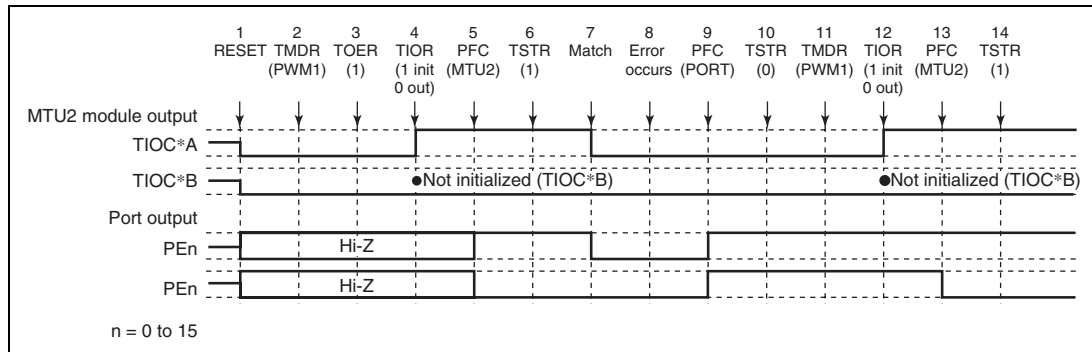 1 2 3 4 5 6 7 8 9 10 11 12 13 14
RESET TMDR TOER TIOR PFC TSTR Match Error PFC TSTR TMDR TIOR PFC TSTR
(PWM1) (1) (1 init (MTU2) (1) occurs (PORT) (0) (PWM1) (1 init (MTU2) (1)
0 out) 0 out)
MTU2 module output
TIOC*A
TIOC*B ●Not initialized (TIOC*B) ●Not initialized (TIOC*B)
Port output
PEn Hi-Z
PEn Hi-Z
n = 0 to 15